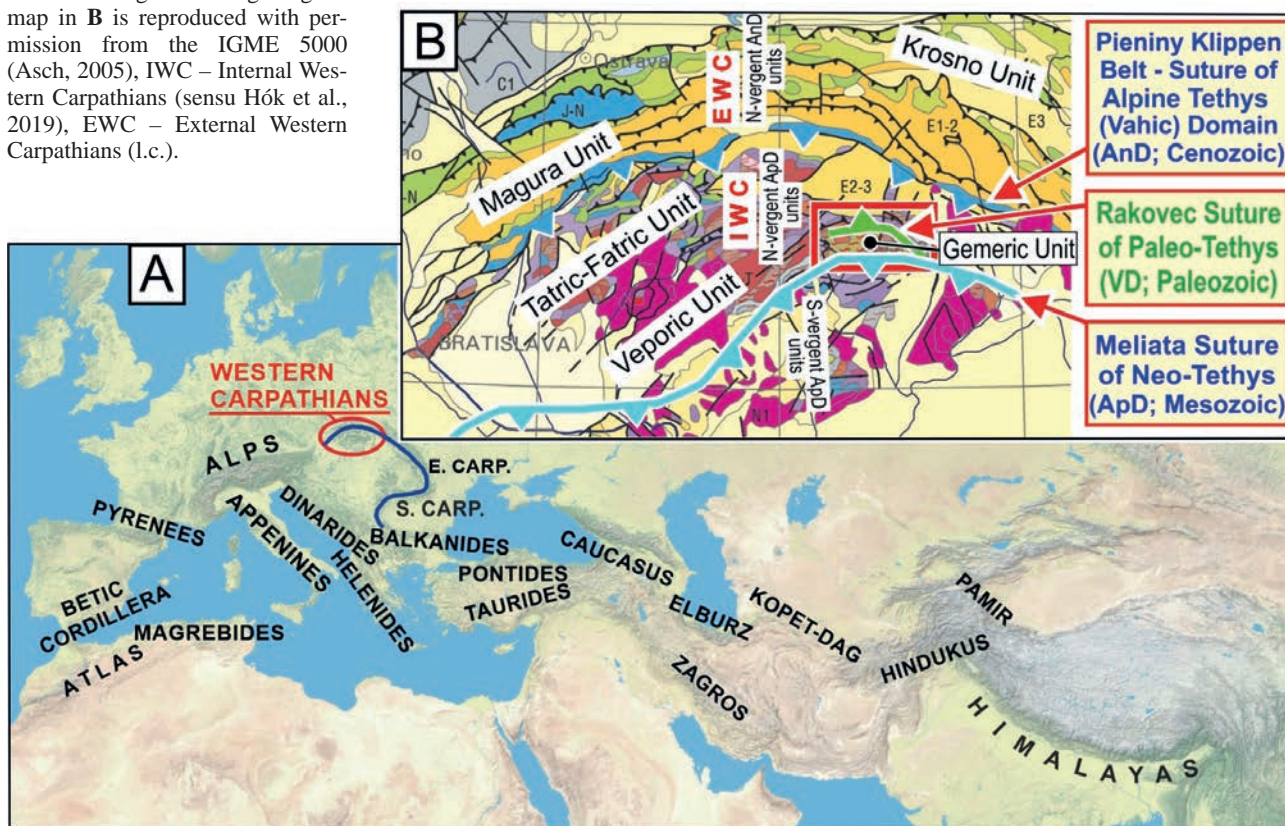 map in B is reproduced with per-
mission from the IGME 5000
(Asch, 2005), IWC – Internal Wes-
tern Carpathians (sensu Hók et al.,
2019), EWC – External Western
Carpathians (l.c.).
B
Ostrava
C1
J-N
Krosno Unit
EWC
N-vergent AnD
units
E1-2
E3
Magura Unit
-N
E2-3
IWC
N-vergent ApD
units
Tatric-Fatric Unit
Gemeric Unit
Veporic Unit
S-vergent ApD
units
BRATISLAVA
N1
Pieniny Klippen
Belt - Suture of
Alpine Tethys
(Vahic) Domain
(AnD; Cenozoic)
Rakovec Suture
of Paleo-Tethys
(VD; Paleozoic)
Meliata Suture
of Neo-Tethys
(ApD; Mesozoic)
A
WESTERN
CARPATHIANS
ALPS
E. CARP.
S. CARP.
DINARIDES
PYRENEES
APPENINES
BALKANIDES
HELENIDES
CAUCASUS
PONTIDES
TAURIDES
BETIC
CORDILLERA
MAGREBIDES
ATLAS
ELBURZ
KOPET-DAG
PAMIR
HINDUKUS
ZAGROS
HIMALAYAS